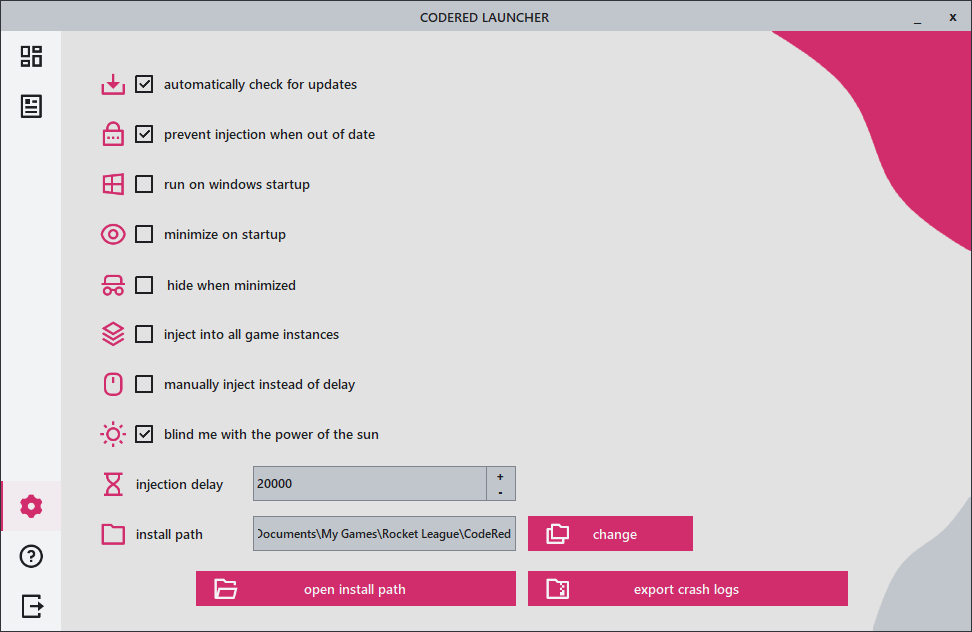 CODERED LAUNCHER
_ x
automatically check for updates
prevent injection when out of date
run on windows startup
minimize on startup
hide when minimized
inject into all game instances
manually inject instead of delay
blind me with the power of the sun
injection delay 20000 + -
install path Documents\My Games\Rocket League\CodeRed change
open install path export crash logs